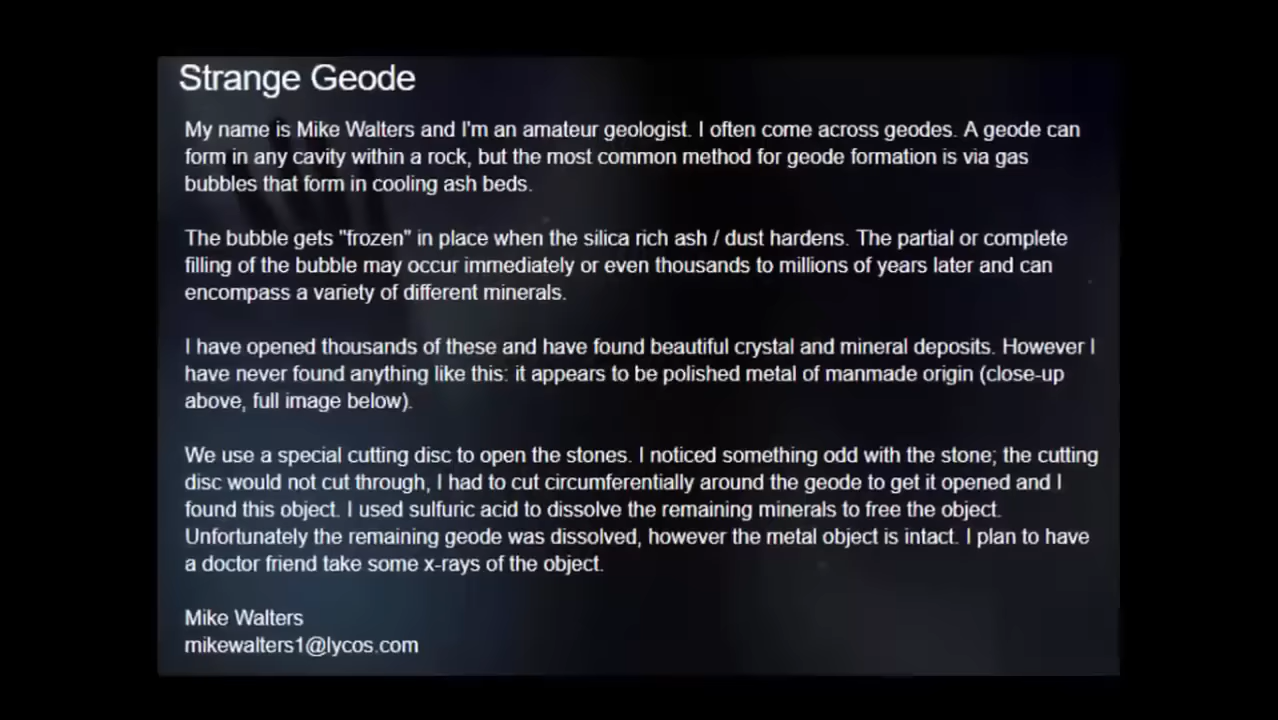 Strange Geode
My name is Mike Walters and I'm an amateur geologist. I often come across geodes. A geode can
form in any cavity within a rock, but the most common method for geode formation is via gas
bubbles that form in cooling ash beds.
The bubble gets "frozen" in place when the silica rich ash / dust hardens. The partial or complete
filling of the bubble may occur immediately or even thousands to millions of years later and can
encompass a variety of different minerals.
I have opened thousands of these and have found beautiful crystal and mineral deposits. However I
have never found anything like this: it appears to be polished metal of manmade origin (close-up
above, full image below).
We use a special cutting disc to open the stones. I noticed something odd with the stone; the cutting
disc would not cut through, I had to cut circumferentially around the geode to get it opened and I
found this object. I used sulfuric acid to dissolve the remaining minerals to free the object.
Unfortunately the remaining geode was dissolved, however the metal object is intact. I plan to have
a doctor friend take some x-rays of the object.
Mike Walters
mikewalters1@lycos.com